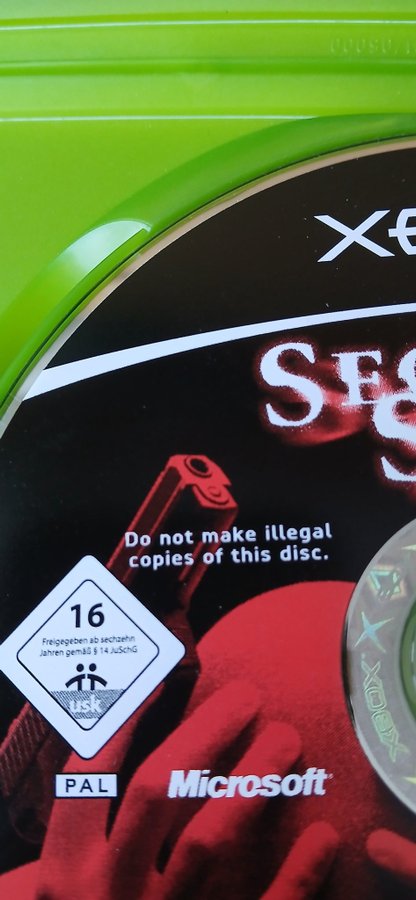 Do not make illegal
copies of this disc.
16
Freigegeben ab sechzehn
Jahren gemäß § 14 JuSchG
usk
XBOX
PAL
Microsoft